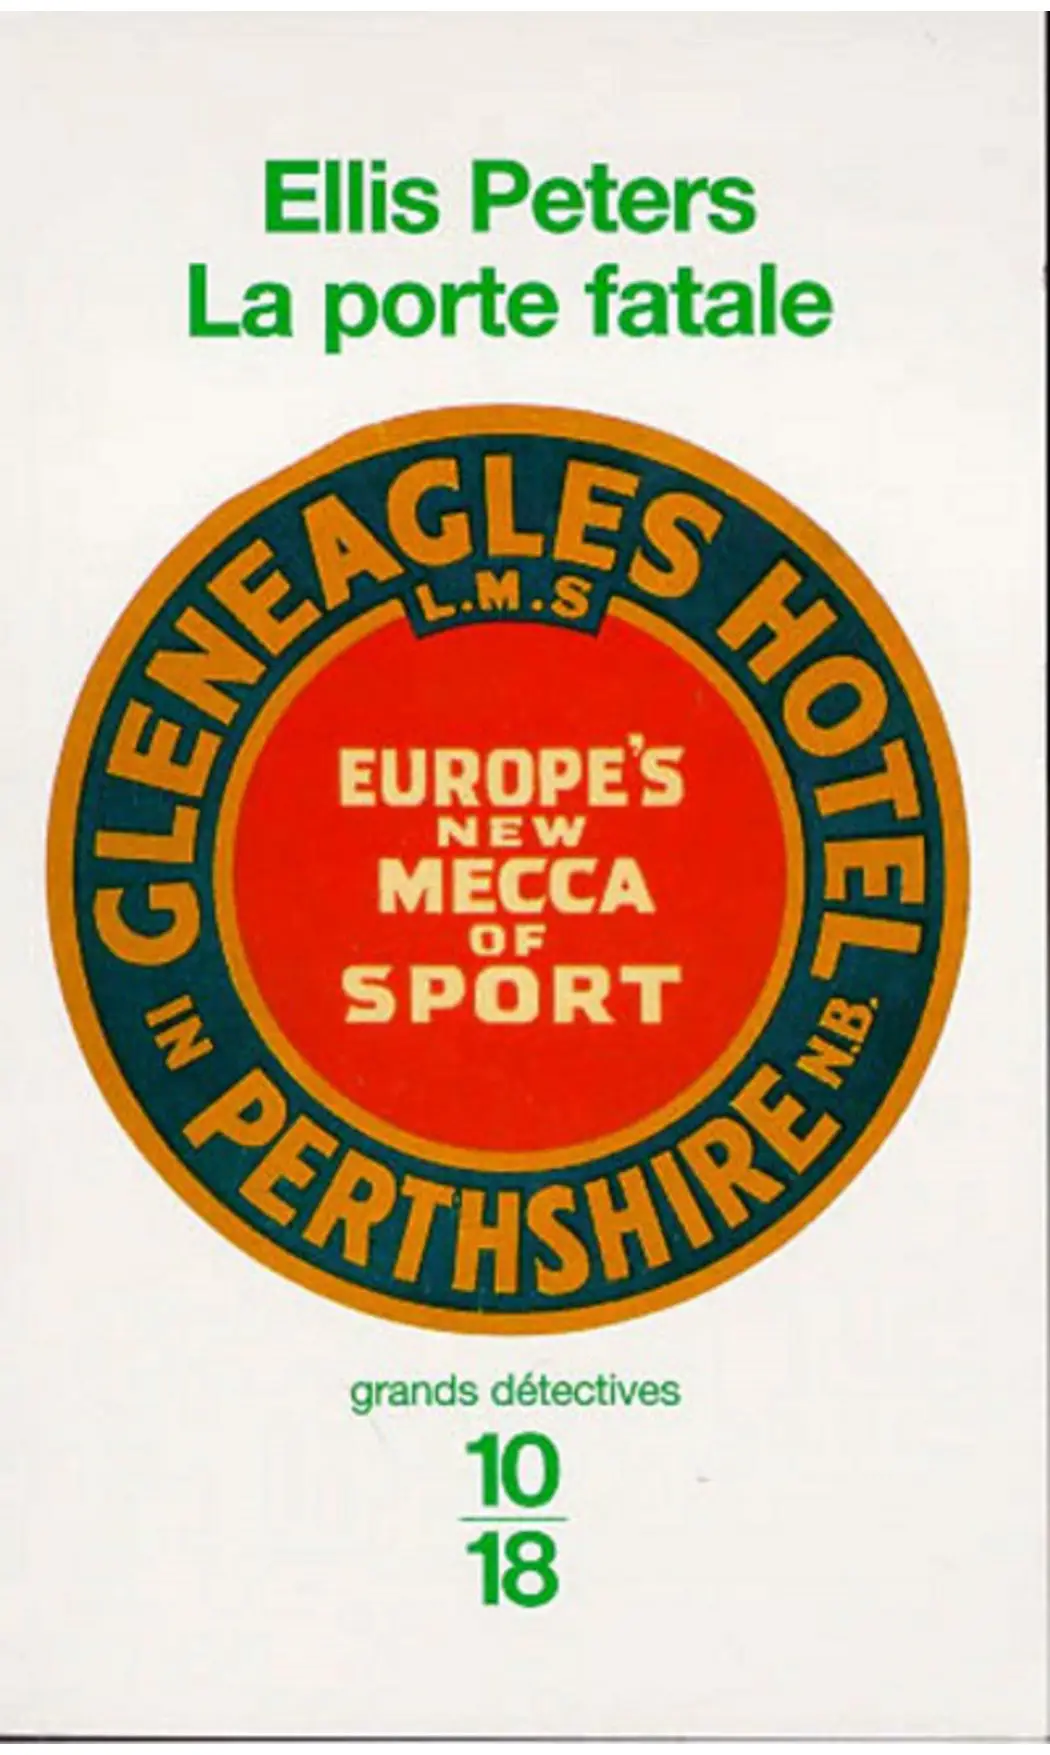 Ellis Peters
La porte fatale
GLENEAGLES HOTEL
L.M.S
EUROPE'S
NEW
MECCA
OF
SPORT
IN PERTHSHIRE N.B.
grands détectives
10
18